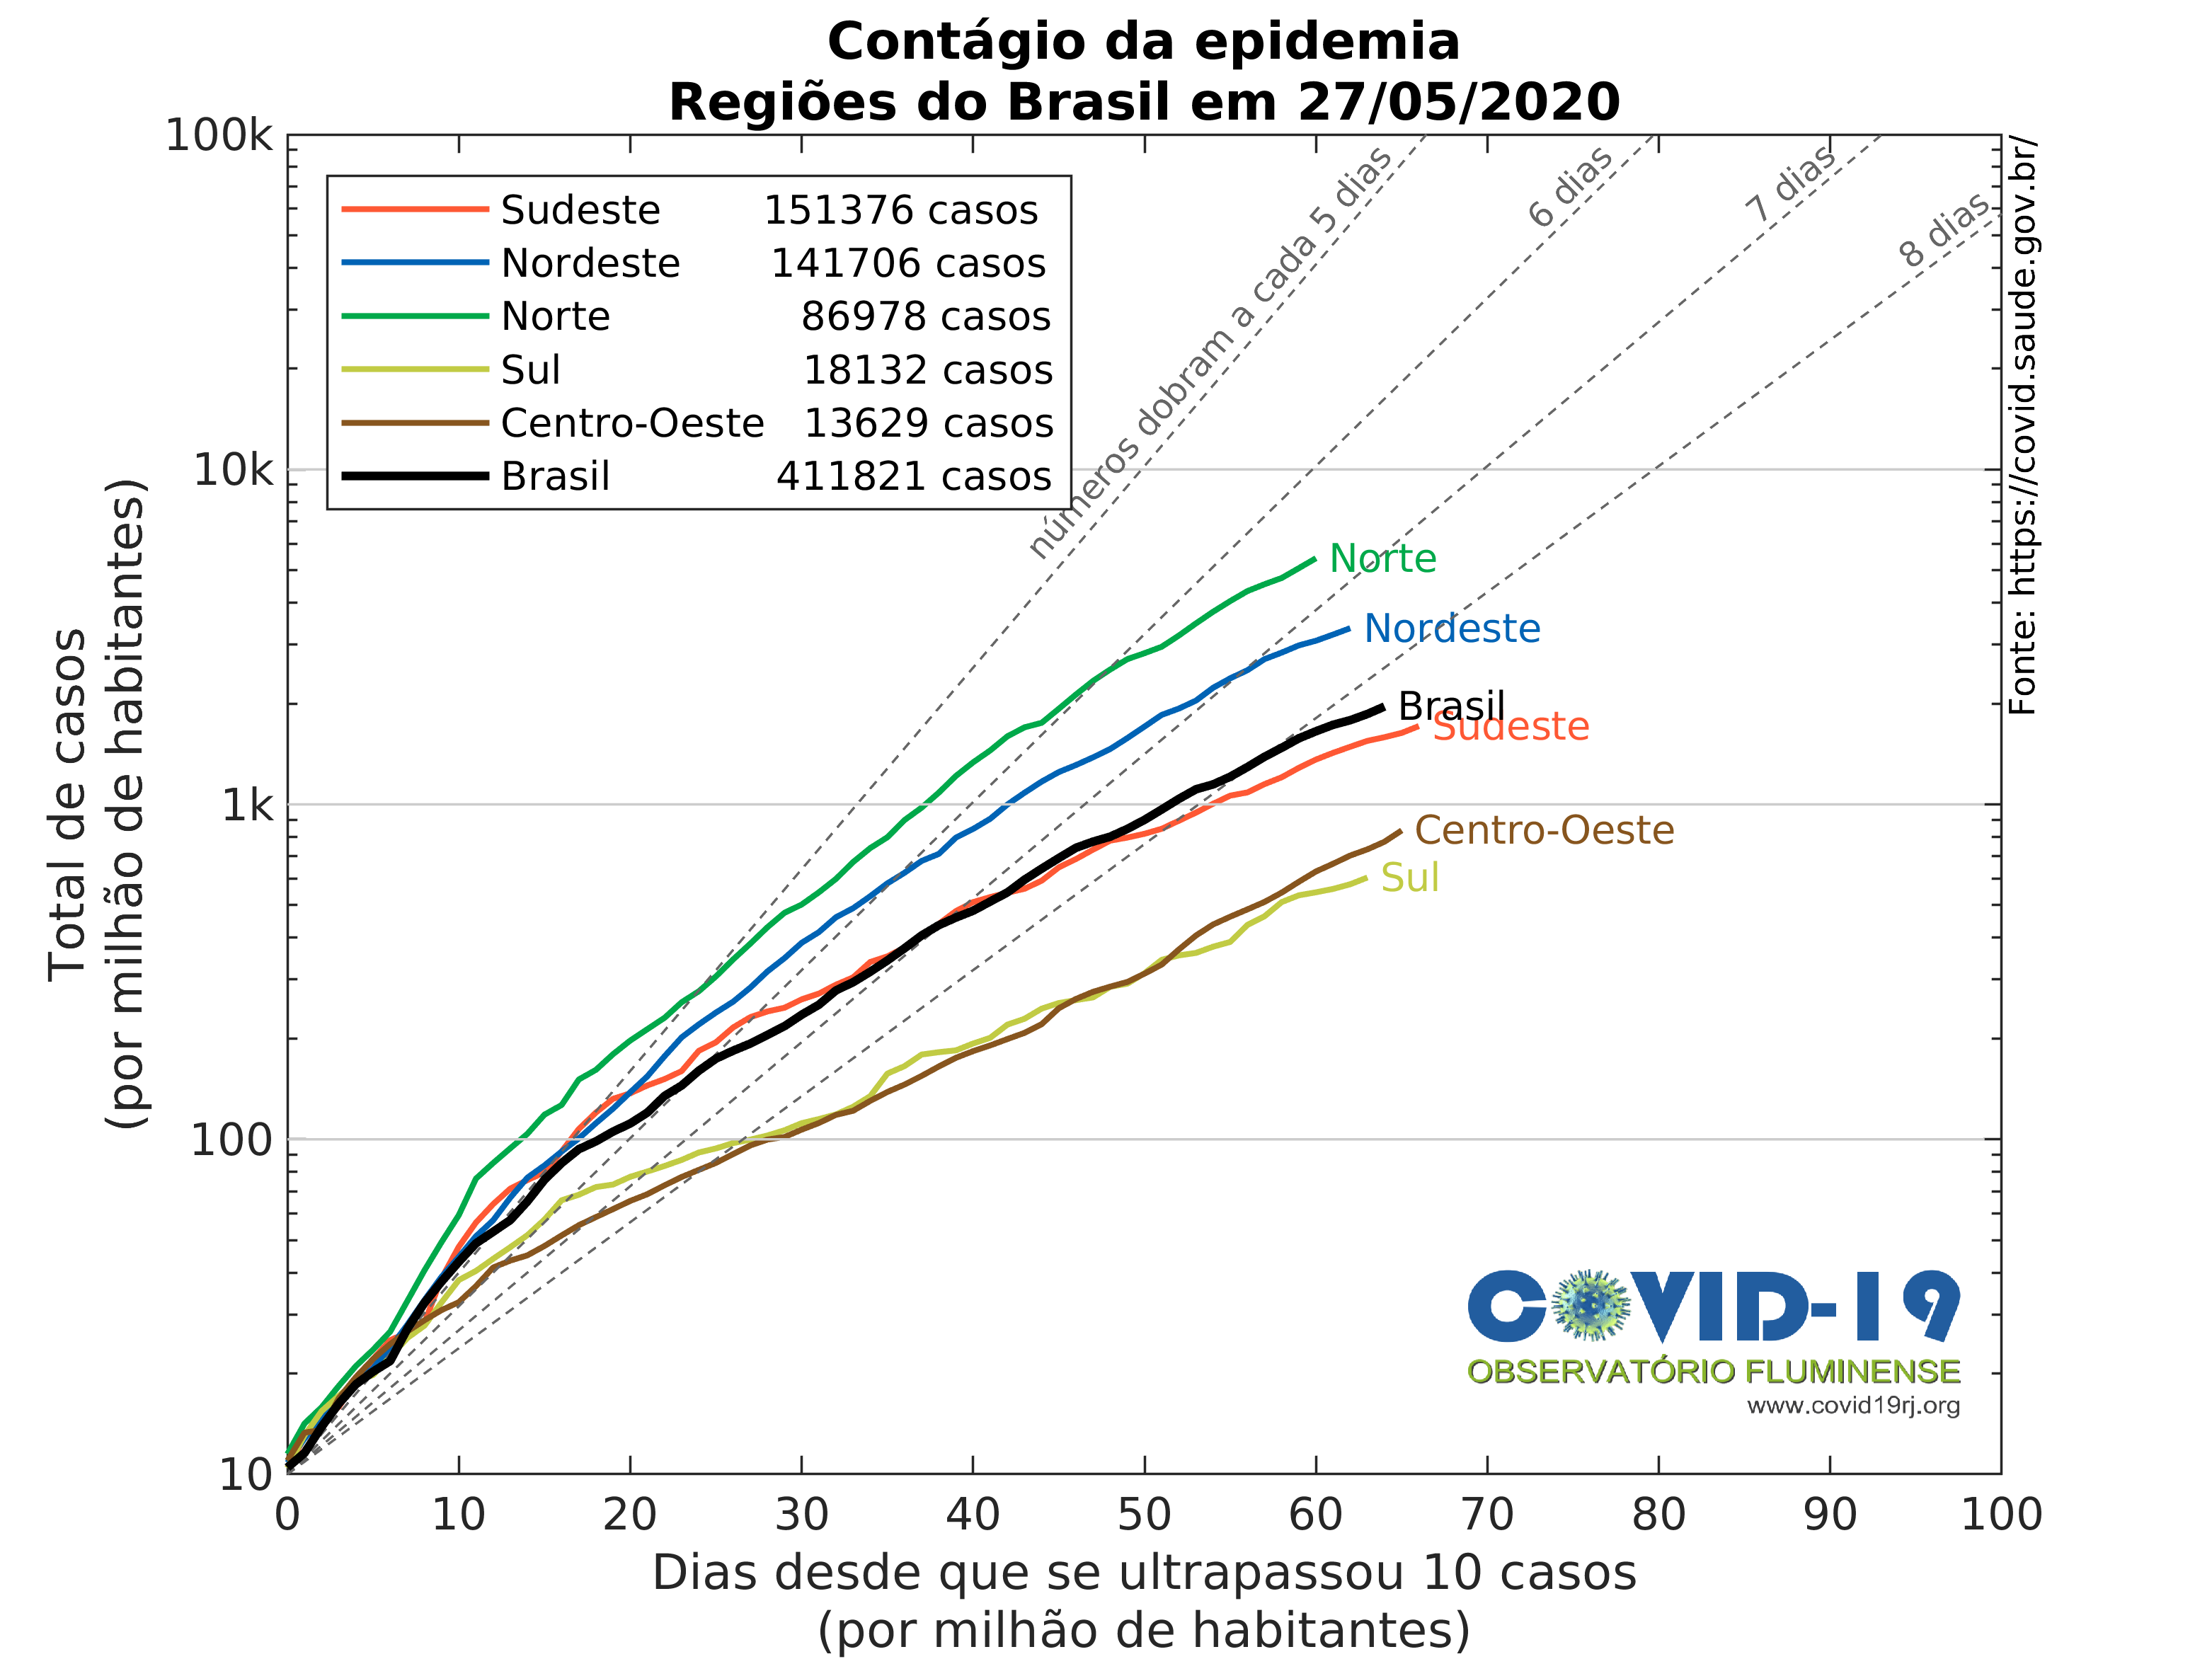 Contágio da epidemia
Regiões do Brasil em 27/05/2020
100k
10k
1k
100
10
Total de casos
(por milhão de habitantes)
Sudeste 151376 casos
Nordeste 141706 casos
Norte 86978 casos
Sul 18132 casos
Centro-Oeste 13629 casos
Brasil 411821 casos
números dobram a cada 5 dias
6 dias
7 dias
8 dias
Norte
Nordeste
Brasil
Sudeste
Centro-Oeste
Sul
Fonte: https://covid.saude.gov.br/
COVID-19
OBSERVATÓRIO FLUMINENSE
www.covid19rj.org
0 10 20 30 40 50 60 70 80 90 100
Dias desde que se ultrapassou 10 casos
(por milhão de habitantes)